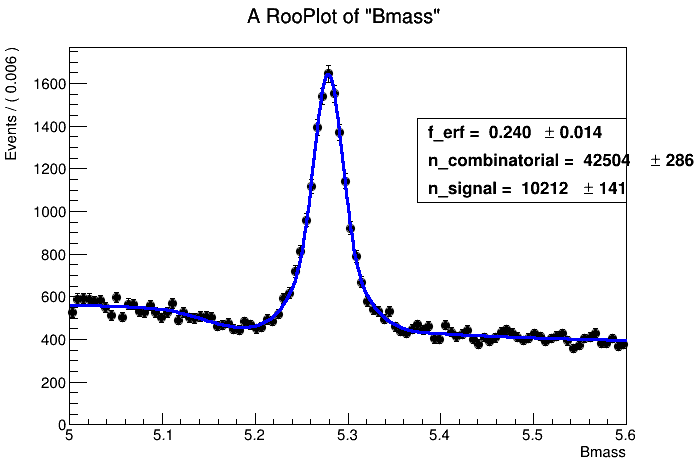 A RooPlot of "Bmass"
Events / ( 0.006 )
1600
1400
1200
1000
800
600
400
200
0
f_erf = 0.240 ± 0.014
n_combinatorial = 42504 ± 286
n_signal = 10212 ± 141
5 5.1 5.2 5.3 5.4 5.5 5.6
Bmass